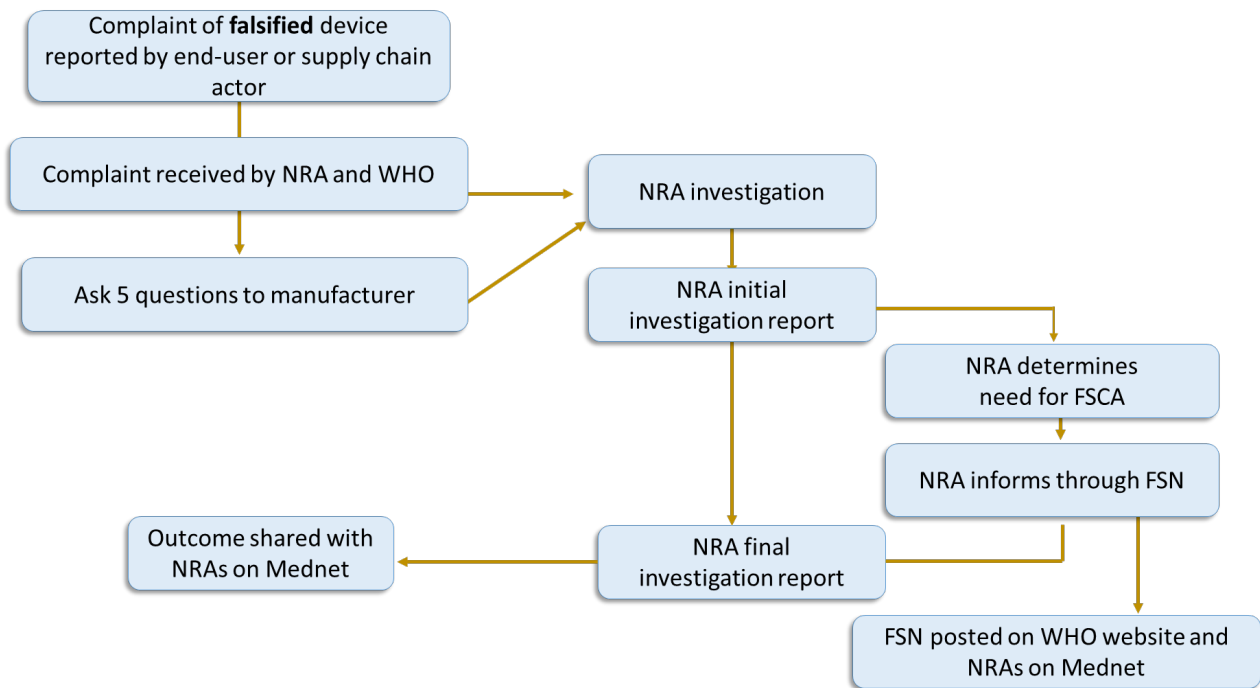 Complaint of falsified device
reported by end-user or supply chain
actor
Complaint received by NRA and WHO
Ask 5 questions to manufacturer
NRA investigation
NRA initial
investigation report
NRA determines
need for FSCA
NRA informs through FSN
NRA final
investigation report
Outcome shared with
NRAs on Mednet
FSN posted on WHO website and
NRAs on Mednet